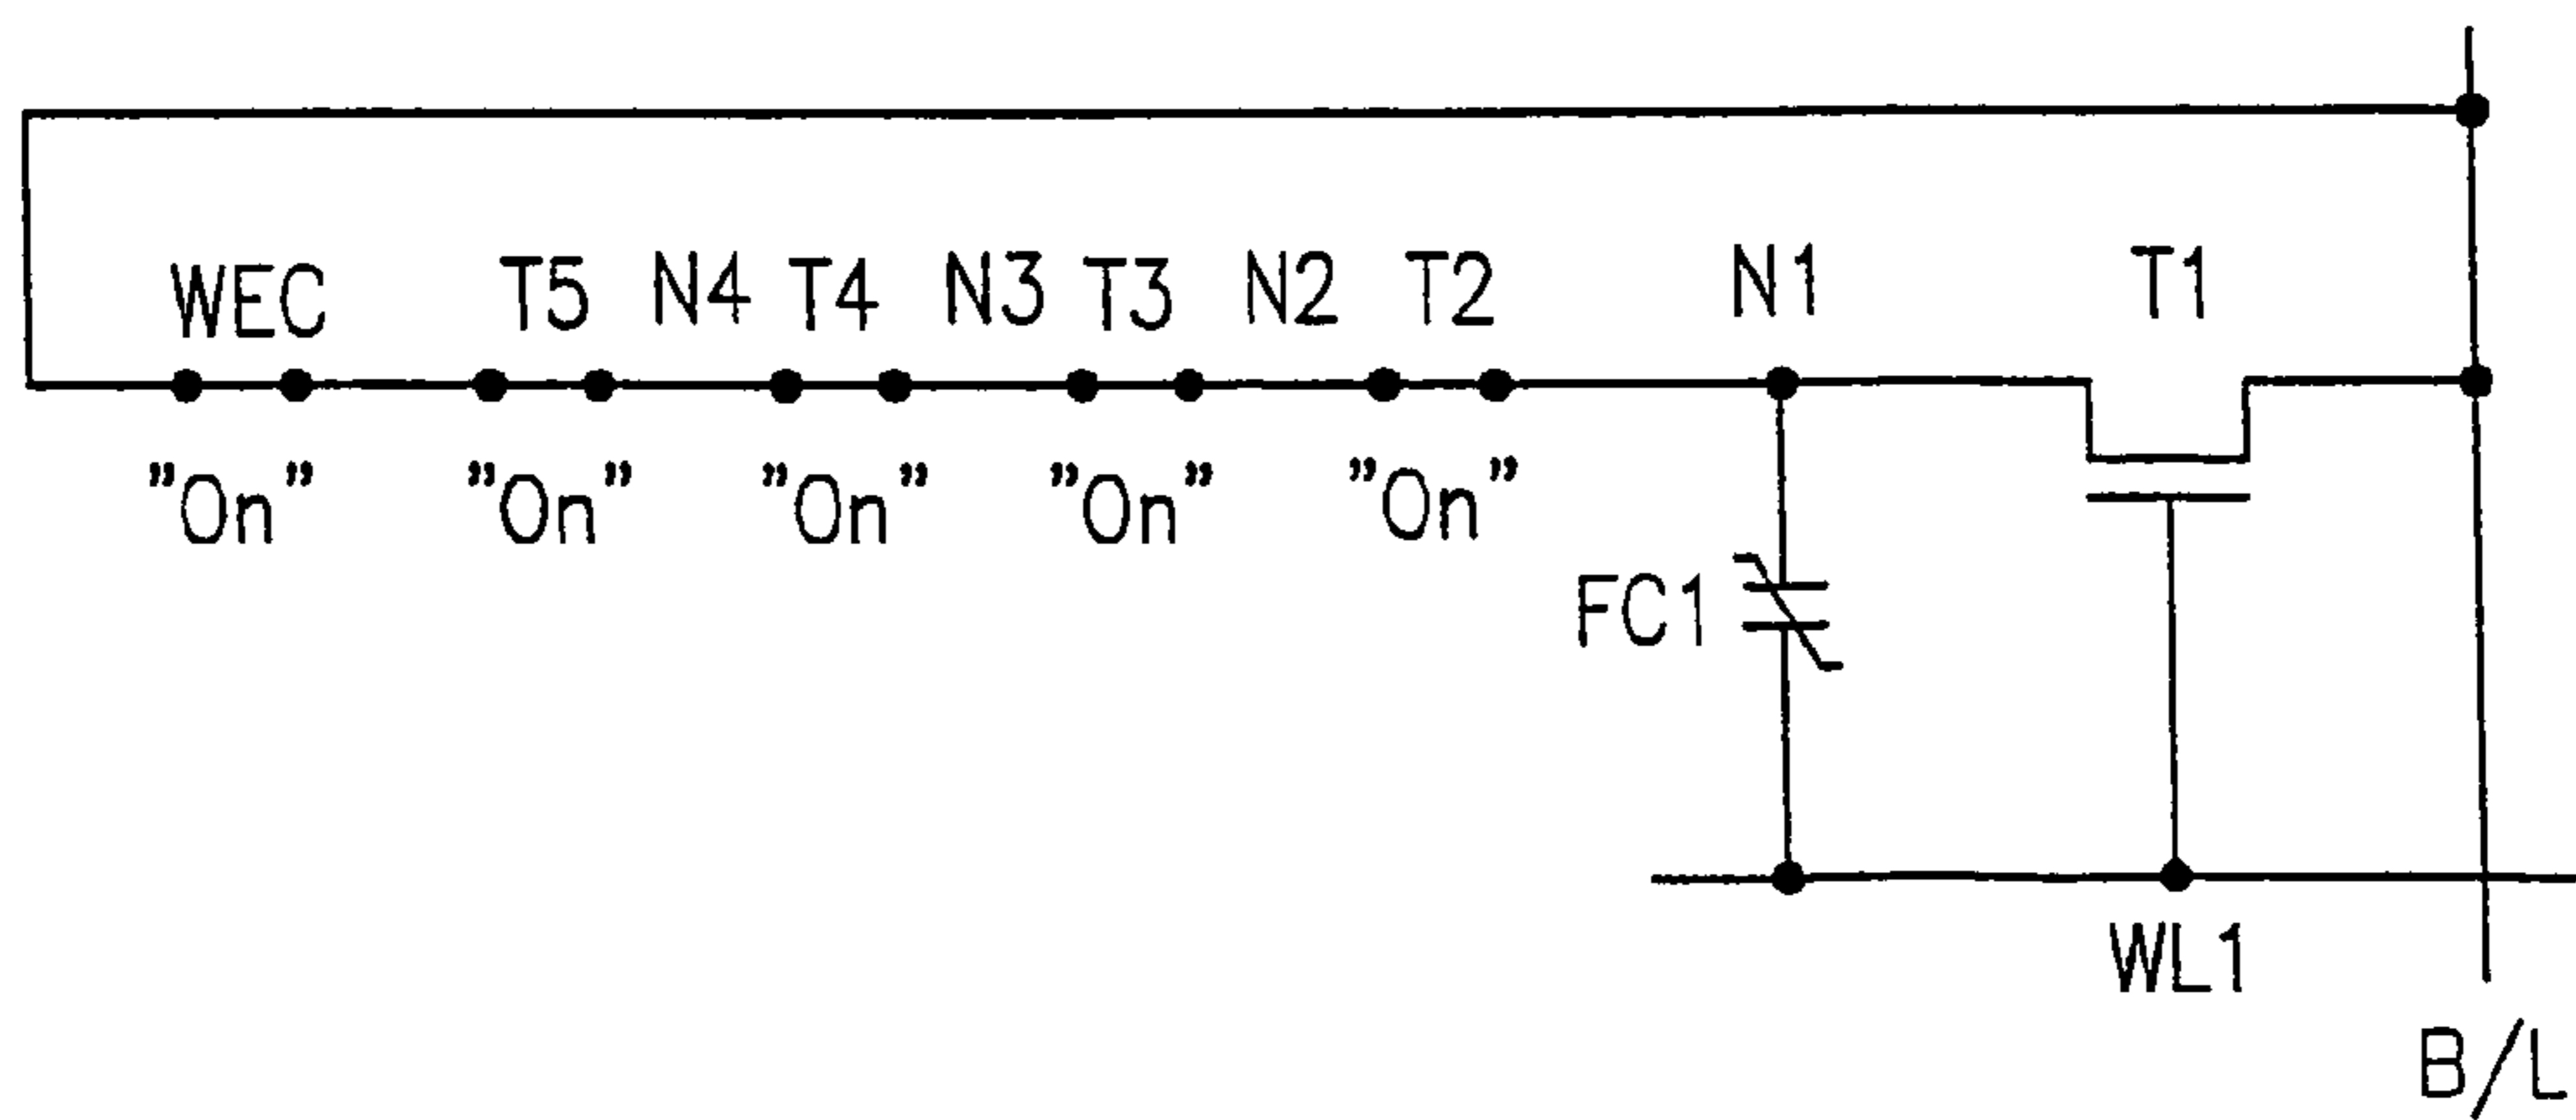 WEC T5 N4 T4 N3 T3 N2 T2 N1 T1
"On" "On" "On" "On" "On"
FC1
WL1
B/L